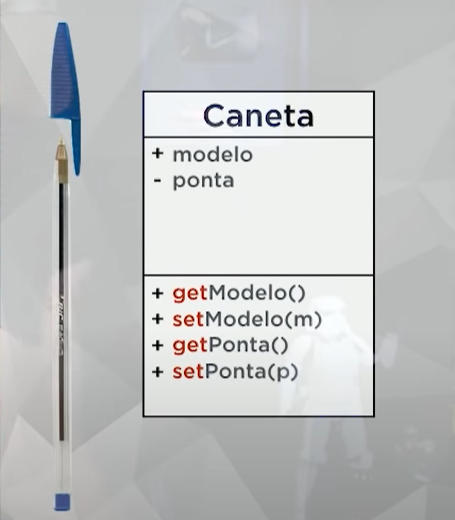 Caneta
+ modelo
- ponta
+ getModelo()
+ setModelo(m)
+ getPonta()
+ setPonta(p)